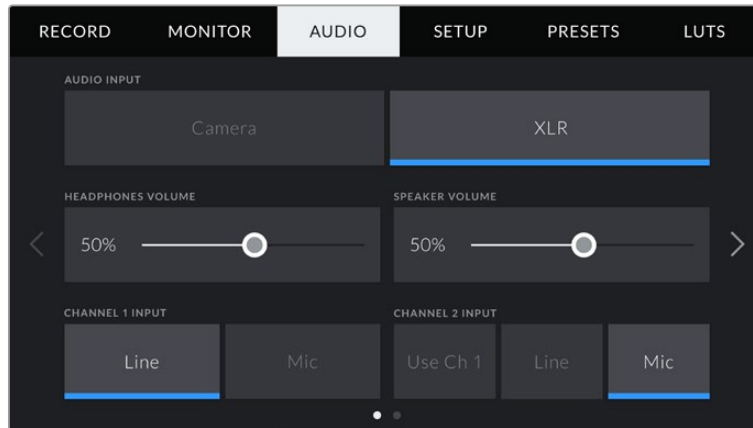 RECORD MONITOR AUDIO SETUP PRESETS LUTS
AUDIO INPUT
Camera XLR
HEADPHONES VOLUME SPEAKER VOLUME
50% 50%
CHANNEL 1 INPUT CHANNEL 2 INPUT
Line Mic Use Ch 1 Line Mic